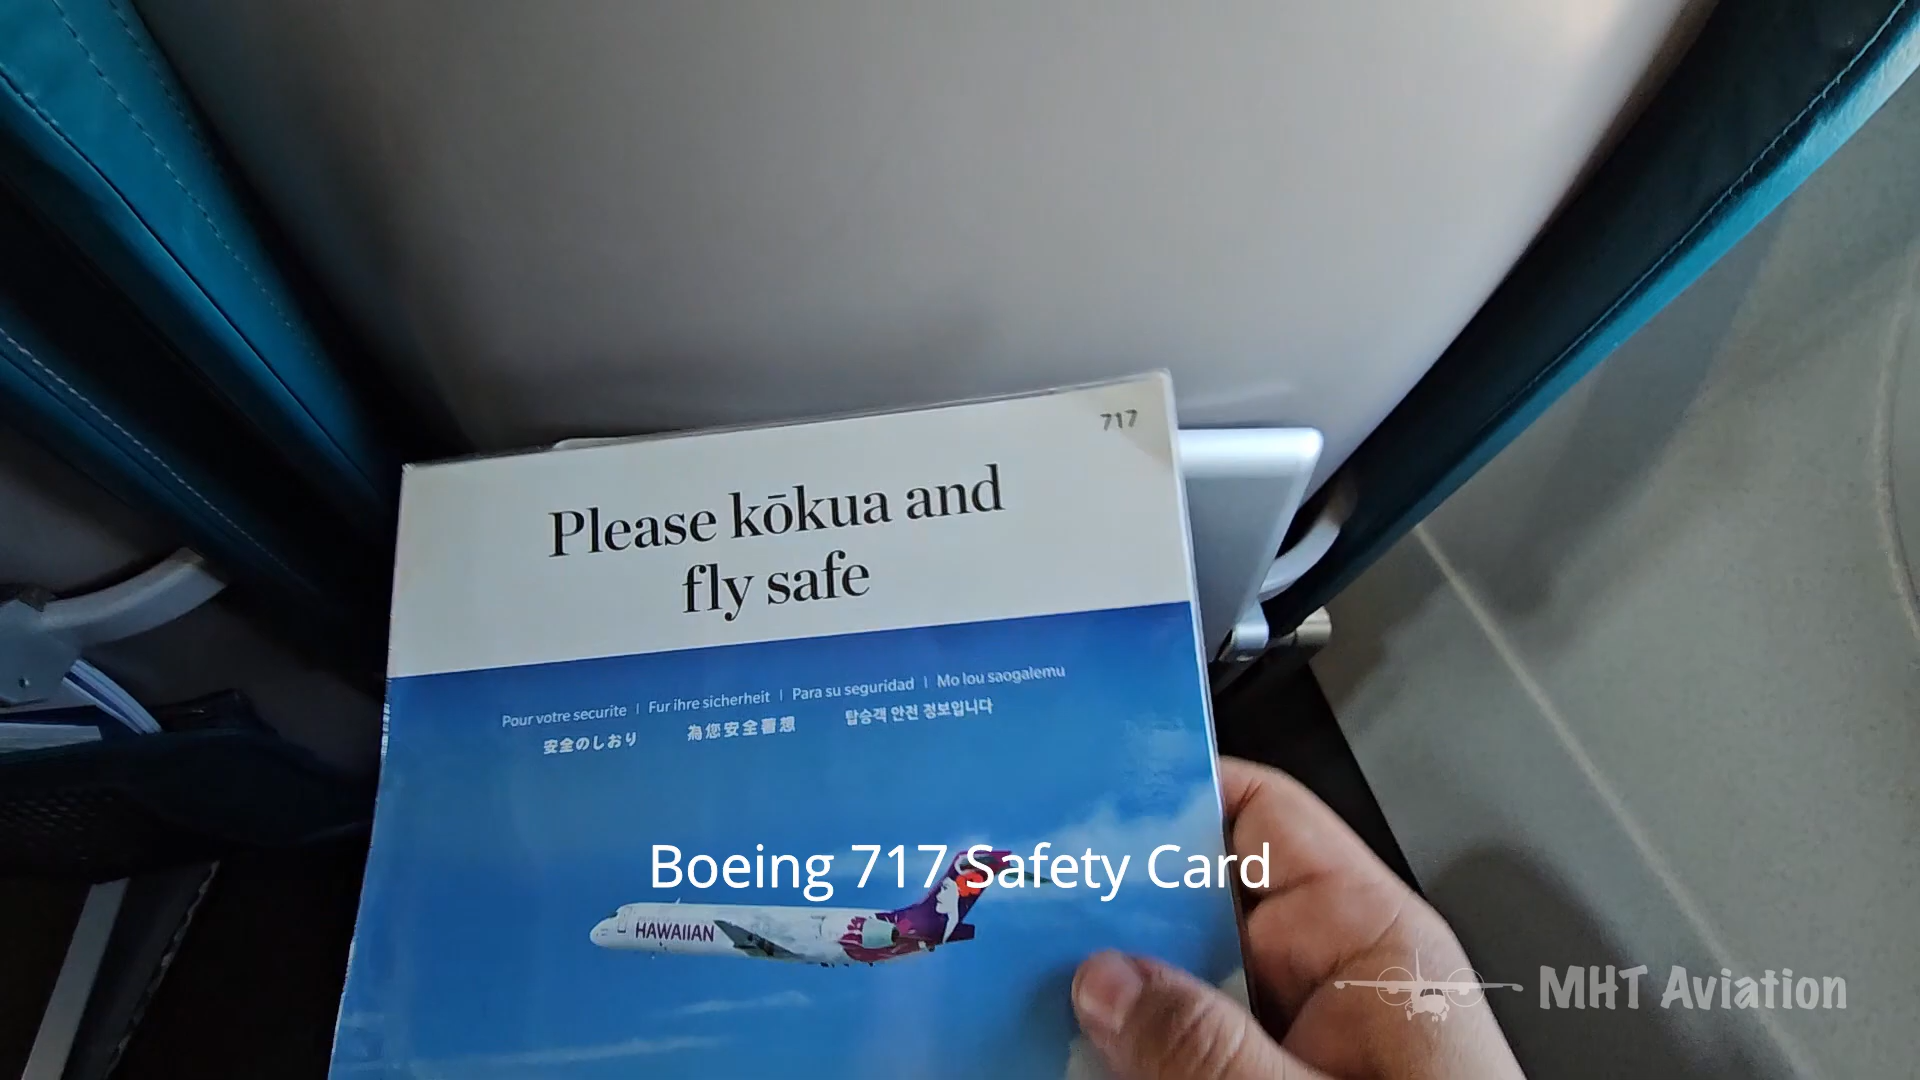 717
Please kōkua and
fly safe
Pour votre securite | Fur ihre sicherheit | Para su seguridad | Mo lou saogalemu
安全のしおり 為您安全著想 탑승객 안전 정보입니다
Boeing 717 Safety Card
HAWAIIAN
MHT Aviation